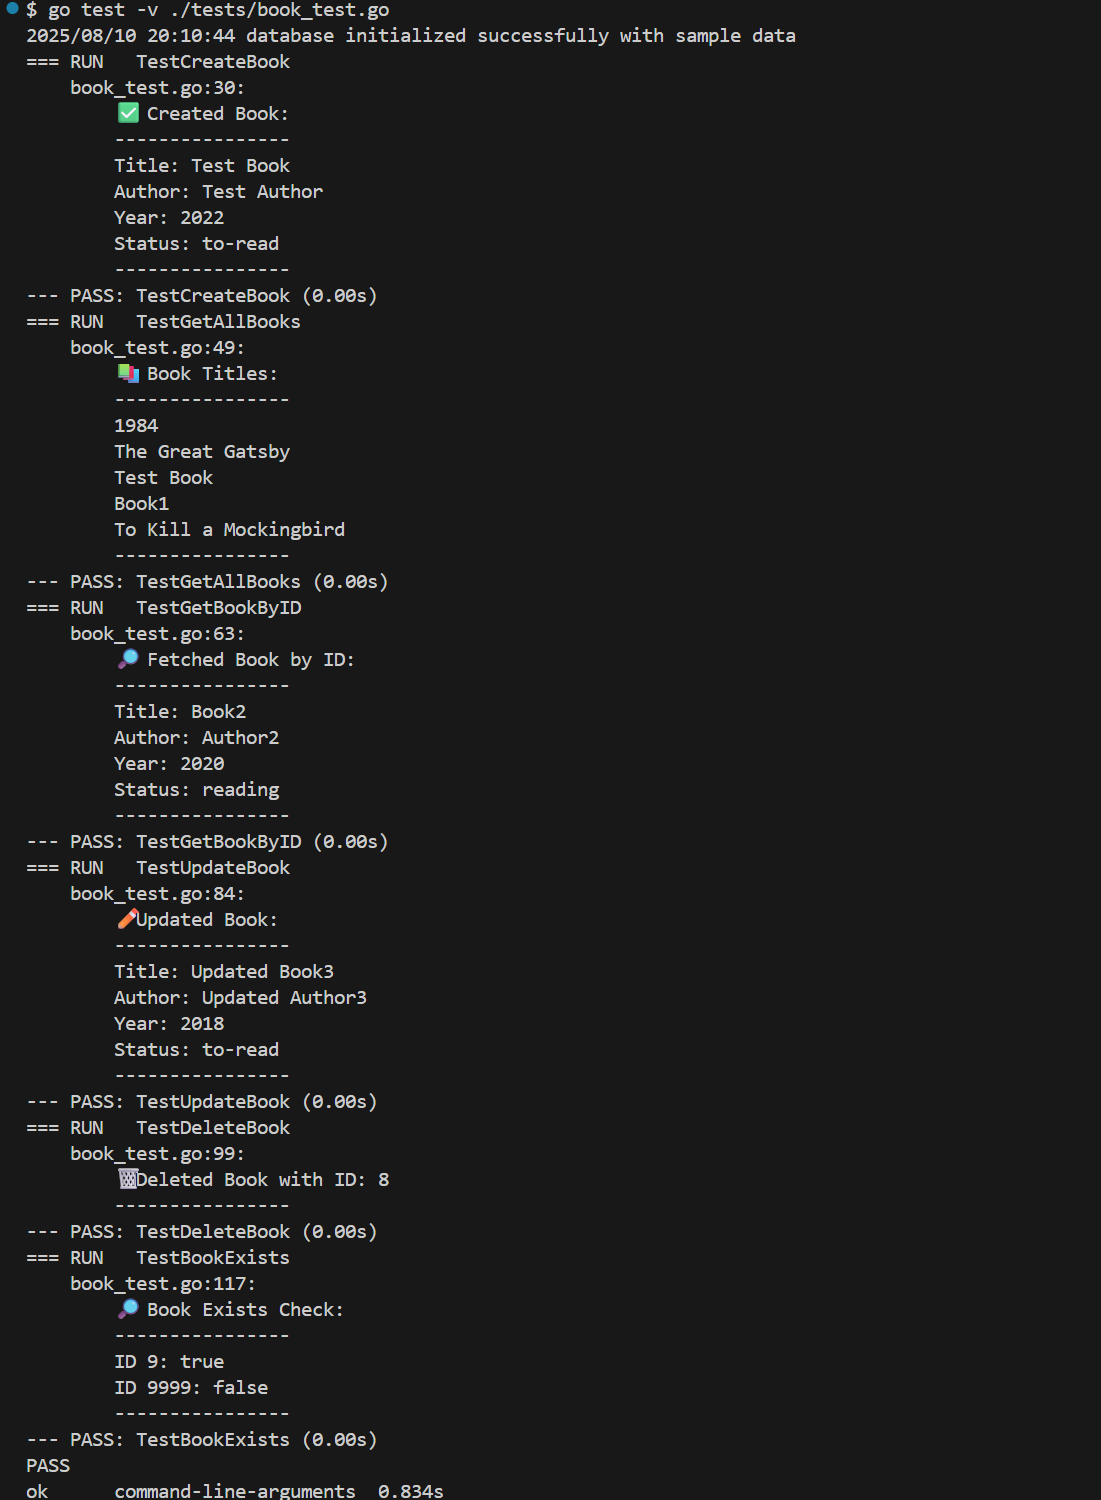 $ go test -v ./tests/book_test.go
2025/08/10 20:10:44 database initialized successfully with sample data
=== RUN   TestCreateBook
    book_test.go:30:
        ✅ Created Book:
        ----------------
        Title: Test Book
        Author: Test Author
        Year: 2022
        Status: to-read
        ----------------
--- PASS: TestCreateBook (0.00s)
=== RUN   TestGetAllBooks
    book_test.go:49:
        📚 Book Titles:
        ----------------
        1984
        The Great Gatsby
        Test Book
        Book1
        To Kill a Mockingbird
        ----------------
--- PASS: TestGetAllBooks (0.00s)
=== RUN   TestGetBookByID
    book_test.go:63:
        🔎 Fetched Book by ID:
        ----------------
        Title: Book2
        Author: Author2
        Year: 2020
        Status: reading
        ----------------
--- PASS: TestGetBookByID (0.00s)
=== RUN   TestUpdateBook
    book_test.go:84:
        ✏️Updated Book:
        ----------------
        Title: Updated Book3
        Author: Updated Author3
        Year: 2018
        Status: to-read
        ----------------
--- PASS: TestUpdateBook (0.00s)
=== RUN   TestDeleteBook
    book_test.go:99:
        🗑️Deleted Book with ID: 8
        ----------------
--- PASS: TestDeleteBook (0.00s)
=== RUN   TestBookExists
    book_test.go:117:
        🔎 Book Exists Check:
        ----------------
        ID 9: true
        ID 9999: false
        ----------------
--- PASS: TestBookExists (0.00s)
PASS
ok      command-line-arguments  0.834s